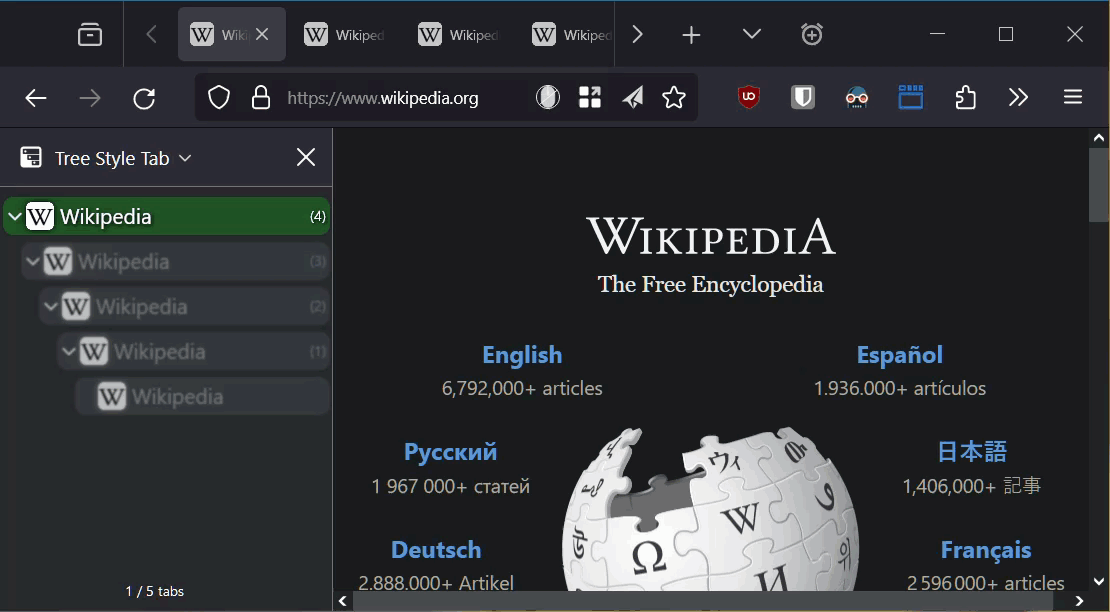 Wiki
Wikiped
Wikiped
Wikiped
https://www.wikipedia.org
Tree Style Tab
Wikipedia (4)
Wikipedia (3)
Wikipedia (2)
Wikipedia (1)
Wikipedia
1 / 5 tabs
WIKIPEDIA
The Free Encyclopedia
English
6,792,000+ articles
Español
1.936.000+ artículos
Русский
1 967 000+ статей
日本語
1,406,000+ 記事
Deutsch
2.888.000+ Artikel
Français
2 596 000+ articles
ウィ
W
Ω
И